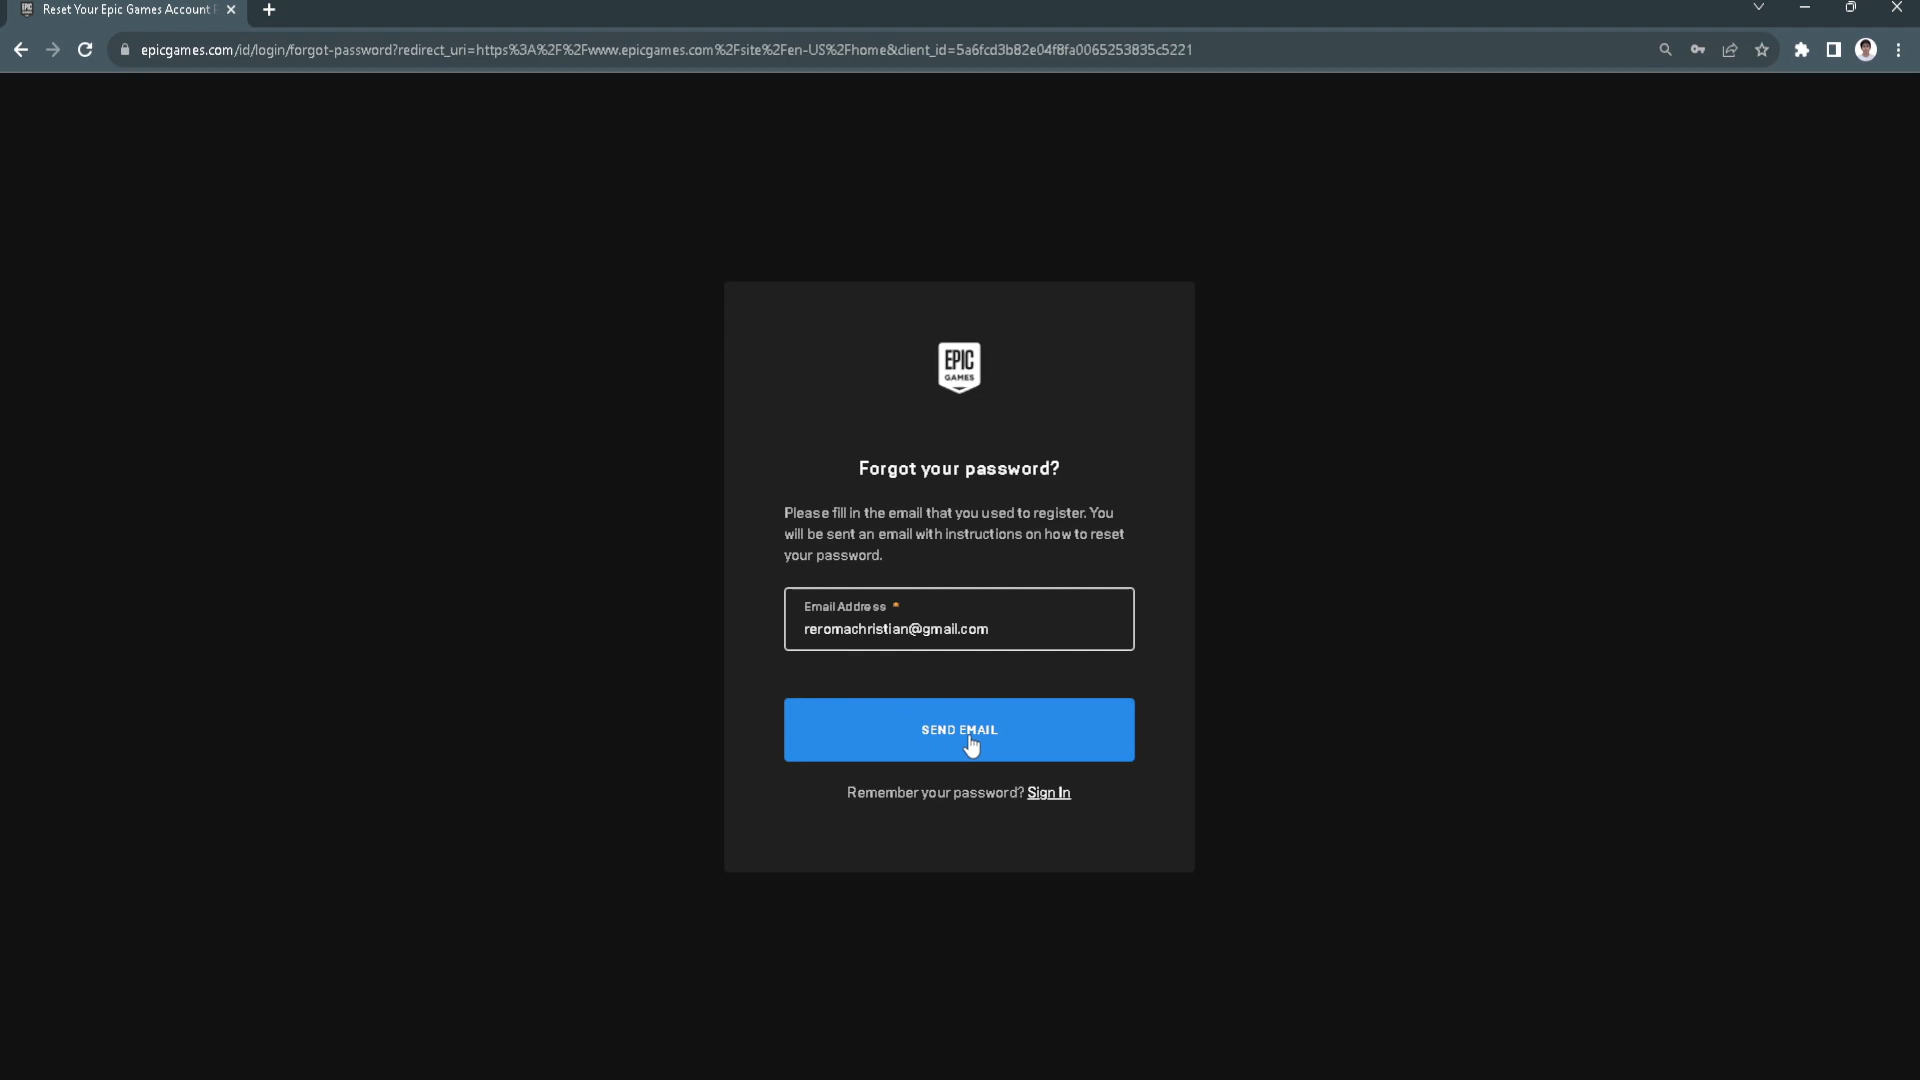 Reset Your Epic Games Account
epicgames.com/id/login/forgot-password?redirect_uri=https%3A%2F%2Fwww.epicgames.com%2Fsite%2Fen-US%2Fhome&client_id=5a6fcd3b82e04f8fa0065253835c5221
EPIC
GAMES
Forgot your password?
Please fill in the email that you used to register. You
will be sent an email with instructions on how to reset
your password.
Email Address *
reromachristian@gmail.com
SEND EMAIL
Remember your password? Sign In